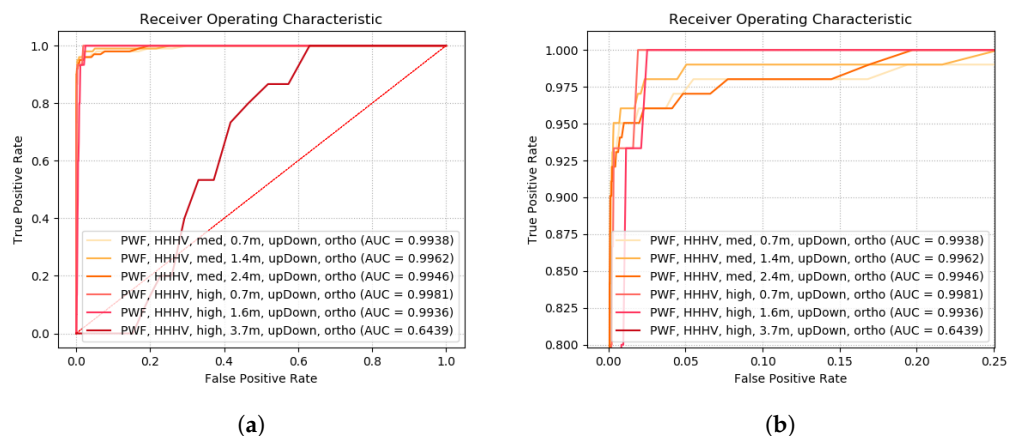 Receiver Operating Characteristic
1.0
0.8
0.6
0.4
0.2
0.0
True Positive Rate
PWF, HHHV, med, 0.7m, upDown, ortho (AUC = 0.9938)
PWF, HHHV, med, 1.4m, upDown, ortho (AUC = 0.9962)
PWF, HHHV, med, 2.4m, upDown, ortho (AUC = 0.9946)
PWF, HHHV, high, 0.7m, upDown, ortho (AUC = 0.9981)
PWF, HHHV, high, 1.6m, upDown, ortho (AUC = 0.9936)
PWF, HHHV, high, 3.7m, upDown, ortho (AUC = 0.6439)
0.0 0.2 0.4 0.6 0.8 1.0
False Positive Rate
(a)
Receiver Operating Characteristic
1.000
0.975
0.950
0.925
0.900
0.875
0.850
0.825
0.800
True Positive Rate
PWF, HHHV, med, 0.7m, upDown, ortho (AUC = 0.9938)
PWF, HHHV, med, 1.4m, upDown, ortho (AUC = 0.9962)
PWF, HHHV, med, 2.4m, upDown, ortho (AUC = 0.9946)
PWF, HHHV, high, 0.7m, upDown, ortho (AUC = 0.9981)
PWF, HHHV, high, 1.6m, upDown, ortho (AUC = 0.9936)
PWF, HHHV, high, 3.7m, upDown, ortho (AUC = 0.6439)
0.00 0.05 0.10 0.15 0.20 0.25
False Positive Rate
(b)